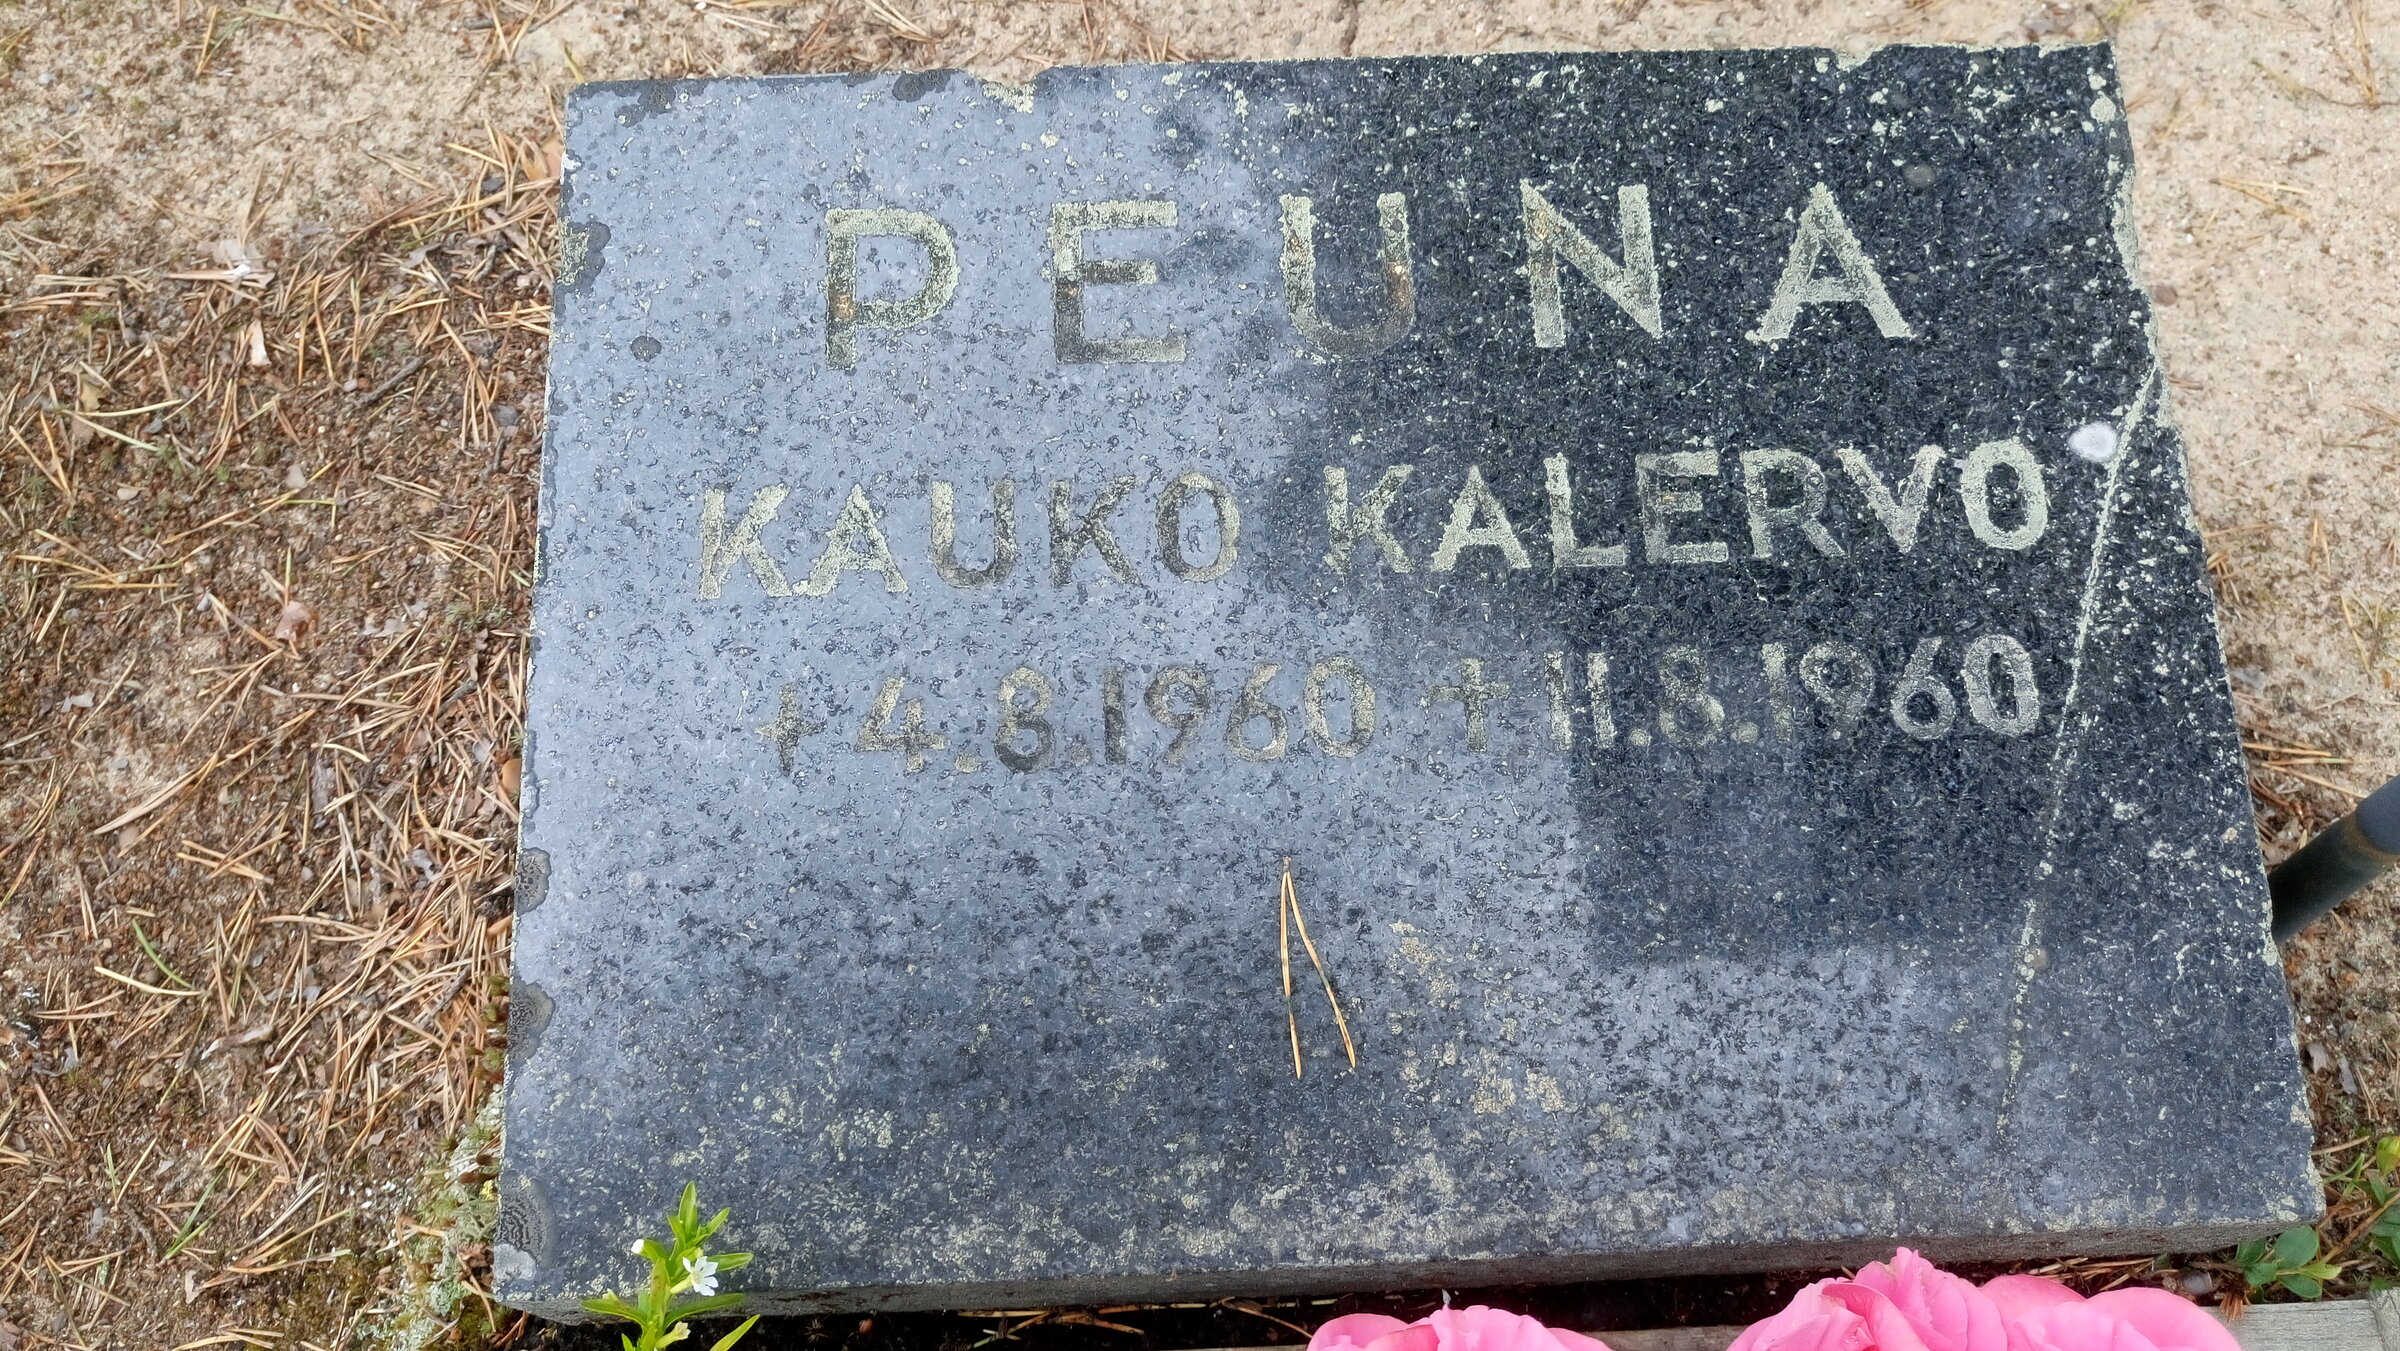 PEUNA
KAUKO KALERVO
+ 4.8.1960 + 11.8.1960